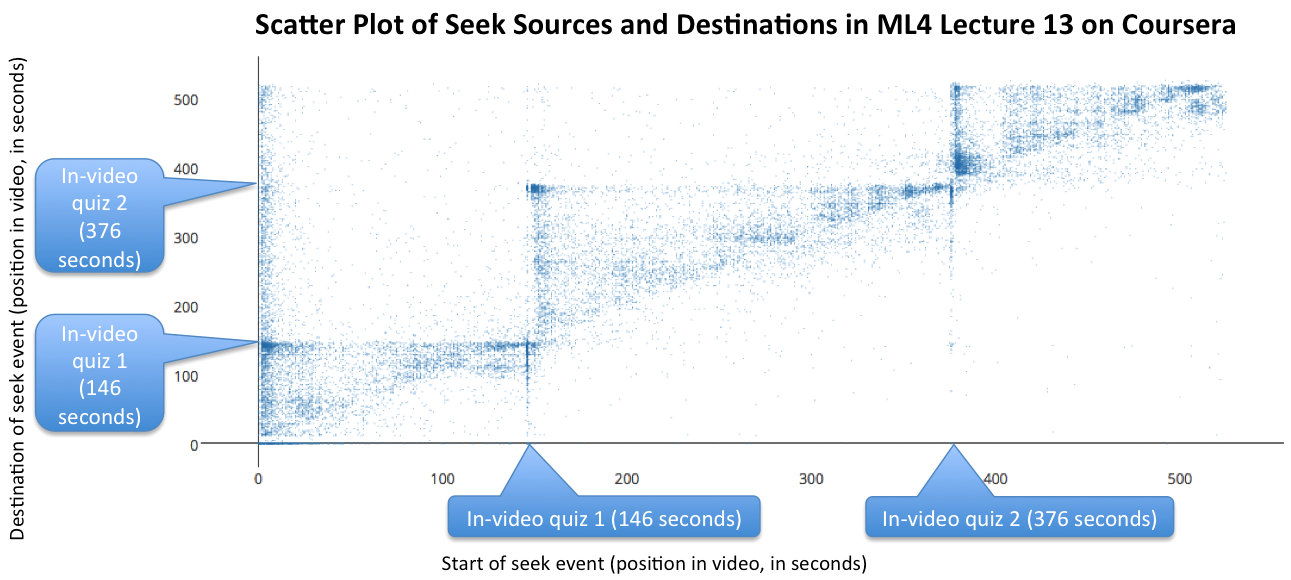 Scatter Plot of Seek Sources and Destinations in ML4 Lecture 13 on Coursera
Destination of seek event (position in video, in seconds)
500
400
300
200
100
0
In-video
quiz 2
(376
seconds)
In-video
quiz 1
(146
seconds)
0
100
200
300
400
500
In-video quiz 1 (146 seconds)
In-video quiz 2 (376 seconds)
Start of seek event (position in video, in seconds)